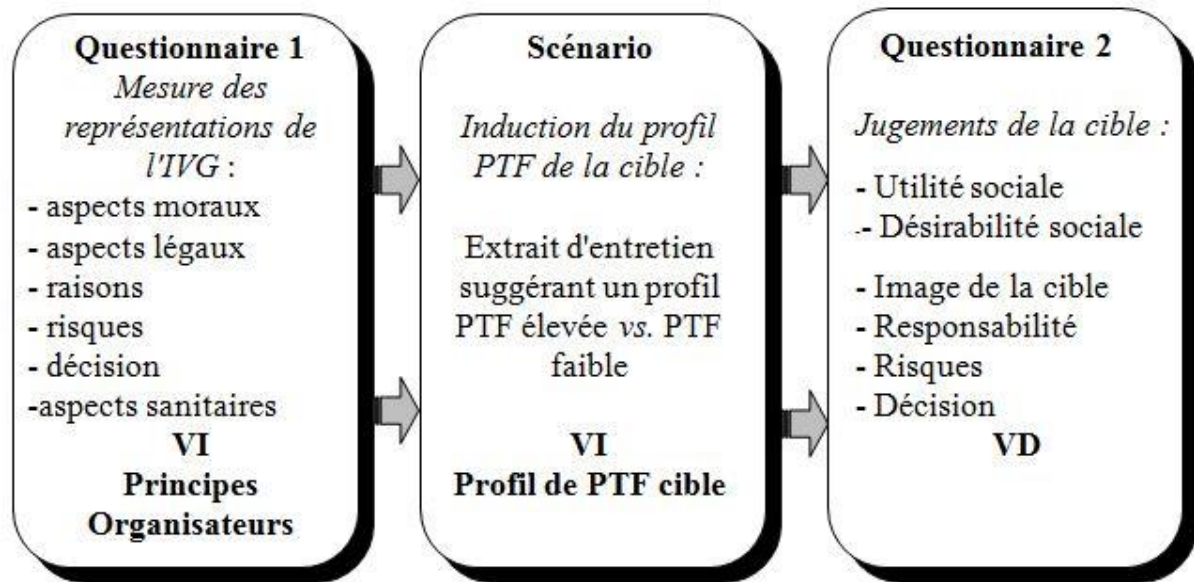 Questionnaire 1
Mesure des
représentations de
l'IVG :
- aspects moraux
- aspects légaux
- raisons
- risques
- décision
-aspects sanitaires
VI
Principes
Organisateurs
Scénario
Induction du profil
PTF de la cible :
Extrait d'entretien
suggérant un profil
PTF élevée vs. PTF
faible
VI
Profil de PTF cible
Questionnaire 2
Jugements de la cible :
- Utilité sociale
-- Désirabilité sociale
- Image de la cible
- Responsabilité
- Risques
- Décision
VD